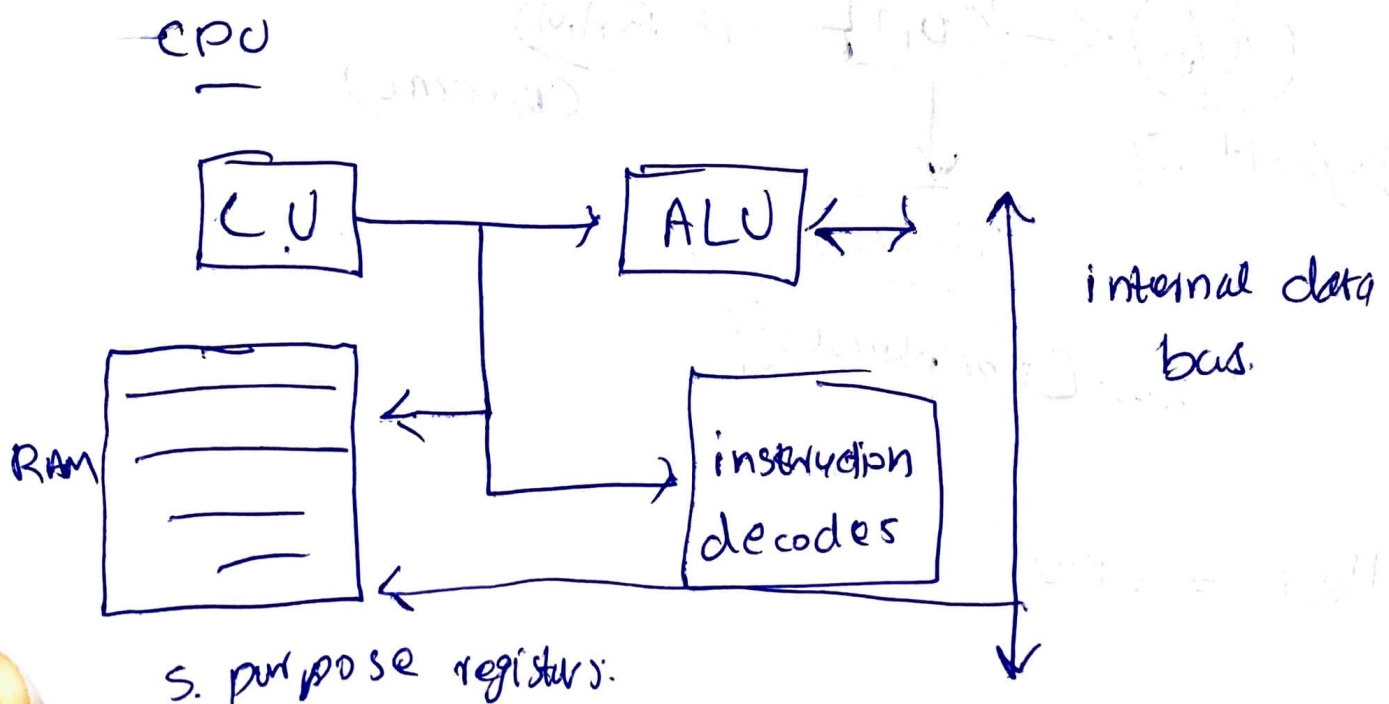 CPU
C.U
ALU
internal data
bus.
RAM
instruction
decodes
S. purpose registers.